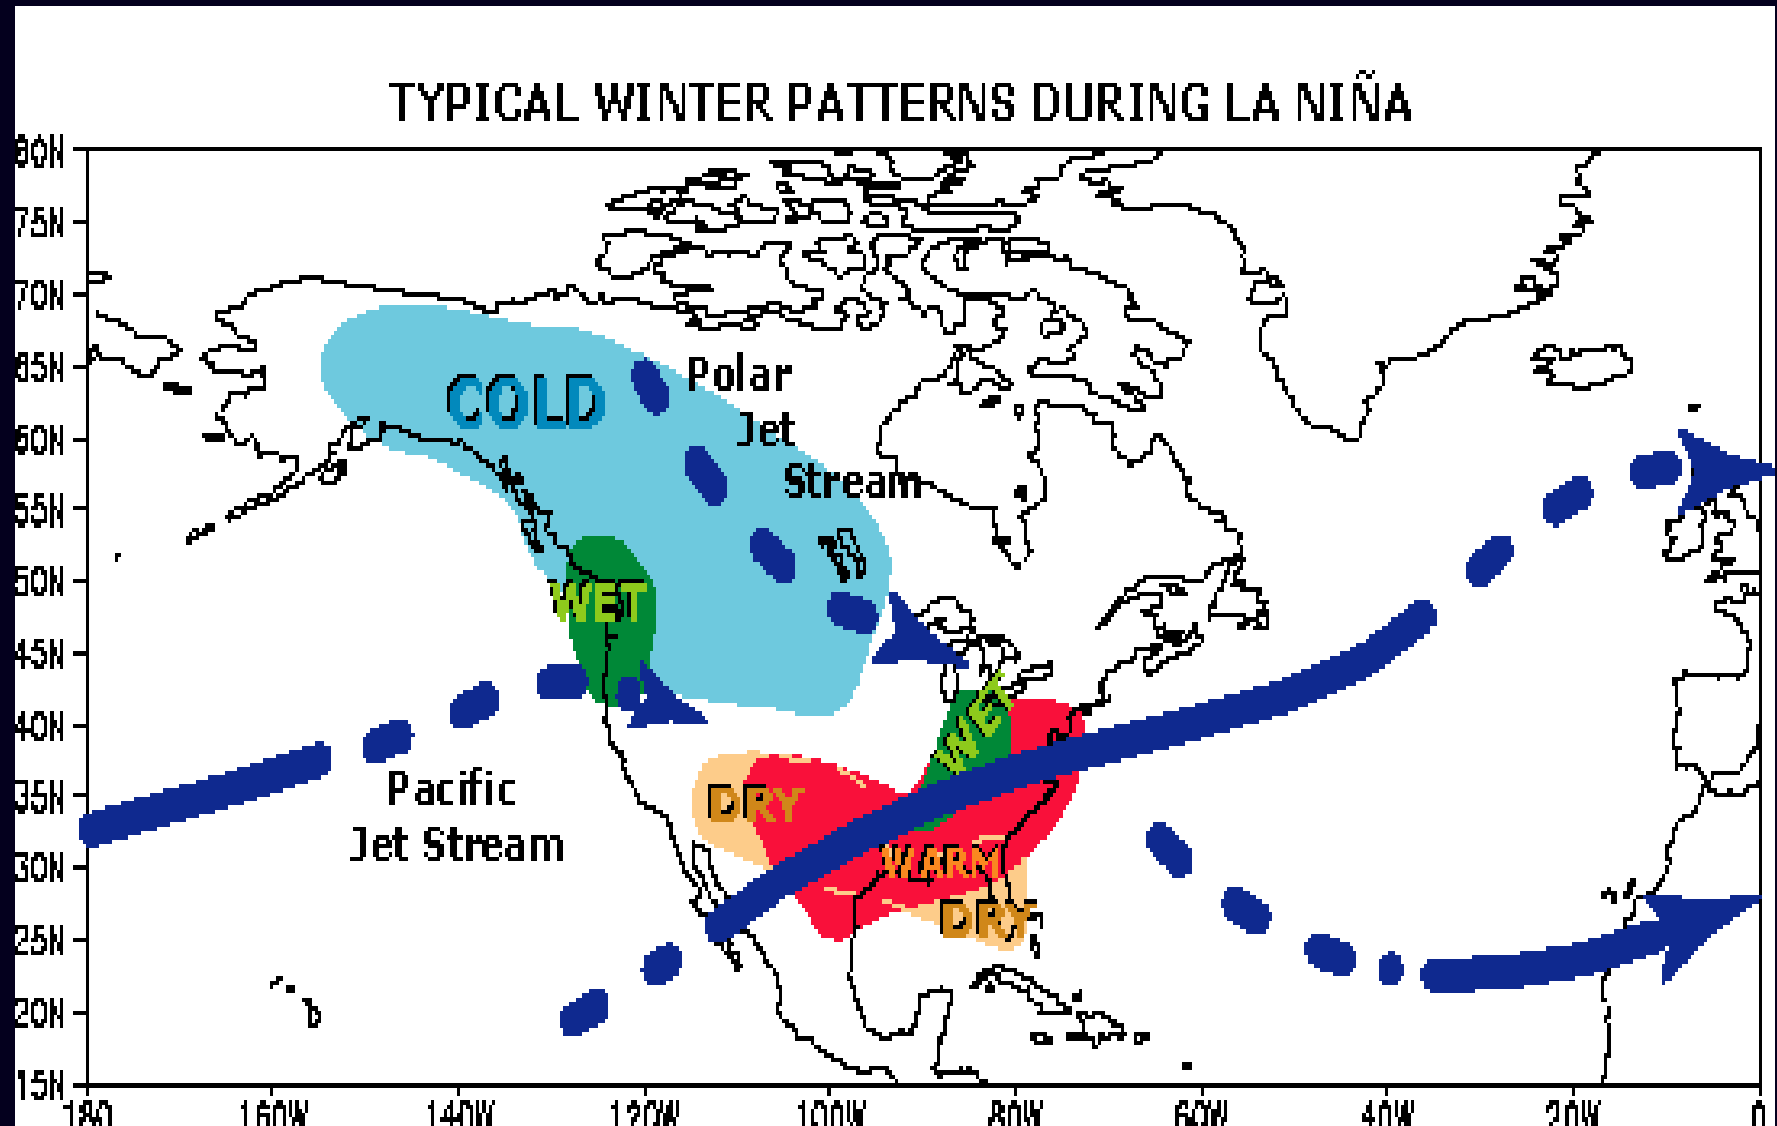 TYPICAL WINTER PATTERNS DURING LA NIÑA
80N
75N
70N
65N
60N
55N
50N
45N
40N
35N
30N
25N
20N
15N
COLD
Polar
Jet
Stream
WET
WET
Pacific
Jet Stream
DRY
WARM
DRY
180
160W
140W
120W
100W
80W
60W
40W
20W
0